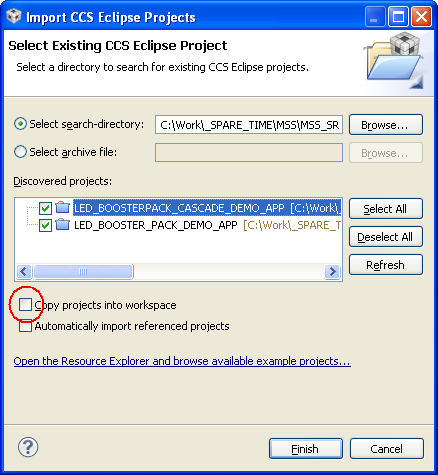 Import CCS Eclipse Projects
Select Existing CCS Eclipse Project
Select a directory to search for existing CCS Eclipse projects.
Select search-directory: C:\Work\_SPARE_TIME\MSS\MSS_SR Browse...
Select archive file: Browse...
Discovered projects:
LED_BOOSTERPACK_CASCADE_DEMO_APP [C:\Work\_ Select All
LED_BOOSTER_PACK_DEMO_APP [C:\Work\_SPARE_T
Deselect All
Refresh
Copy projects into workspace
Automatically import referenced projects
Open the Resource Explorer and browse available example projects...
? Finish Cancel